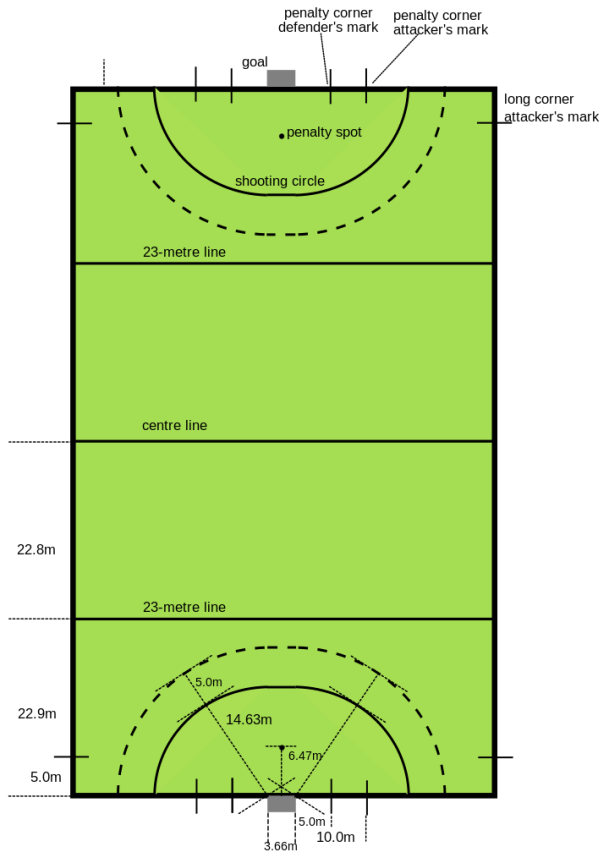 penalty corner
defender's mark
penalty corner
attacker's mark
goal
long corner
attacker's mark
penalty spot
shooting circle
23-metre line
centre line
22.8m
23-metre line
5.0m
22.9m
14.63m
6.47m
5.0m
5.0m
10.0m
3.66m